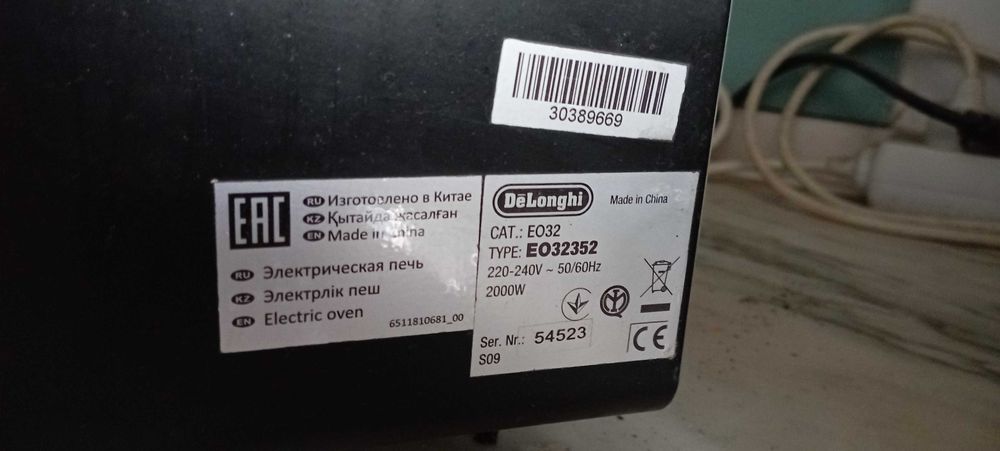 30389669
EAC
RU Изготовлено в Китае
KZ Қытайда жасалған
EN Made in China
RU Электрическая печь
KZ Электрлік пеш
EN Electric oven
6511810681_00
DeLonghi
Made in China
CAT.: EO32
TYPE: EO32352
220-240V ~ 50/60Hz
2000W
Ser. Nr.: 54523
S09
CE